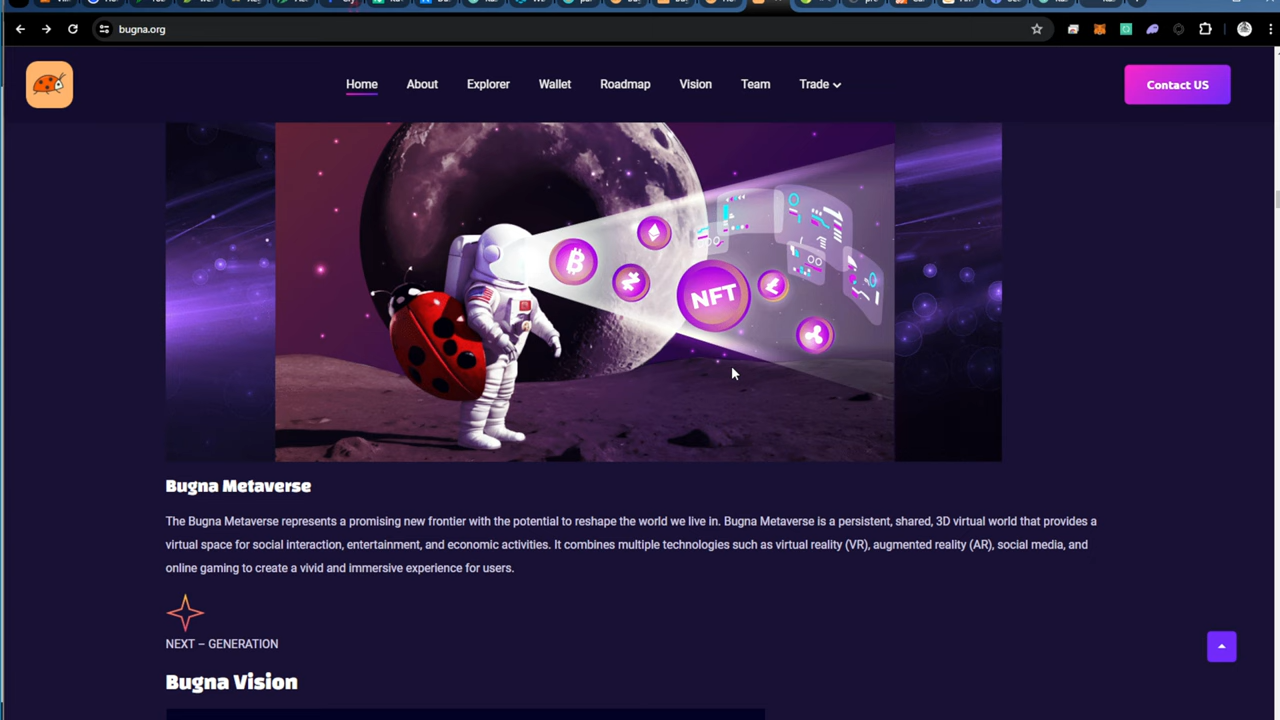 bugna.org
Home About Explorer Wallet Roadmap Vision Team Trade
Contact US
NFT
Bugna Metaverse
The Bugna Metaverse represents a promising new frontier with the potential to reshape the world we live in. Bugna Metaverse is a persistent, shared, 3D virtual world that provides a
virtual space for social interaction, entertainment, and economic activities. It combines multiple technologies such as virtual reality (VR), augmented reality (AR), social media, and
online gaming to create a vivid and immersive experience for users.
NEXT – GENERATION
Bugna Vision